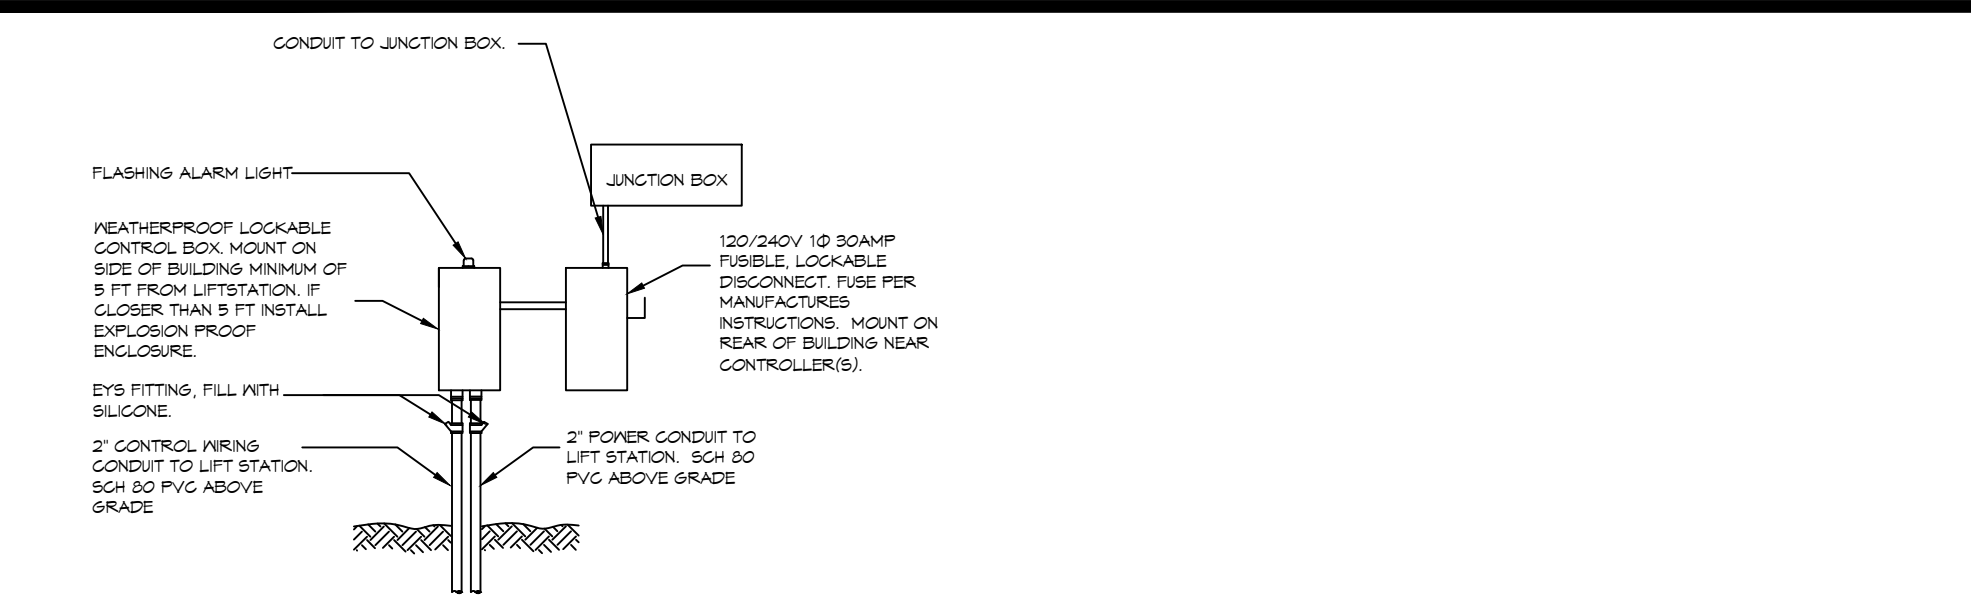 CONDUIT TO JUNCTION BOX.
JUNCTION BOX
FLASHING ALARM LIGHT
WEATHERPROOF LOCKABLE
CONTROL BOX. MOUNT ON
SIDE OF BUILDING MINIMUM OF
5 FT FROM LIFTSTATION. IF
CLOSER THAN 5 FT INSTALL
EXPLOSION PROOF
ENCLOSURE.
120/240V 1Φ 30AMP
FUSIBLE, LOCKABLE
DISCONNECT. FUSE PER
MANUFACTURES
INSTRUCTIONS. MOUNT ON
REAR OF BUILDING NEAR
CONTROLLER(S).
EYS FITTING, FILL WITH
SILICONE.
2" CONTROL WIRING
CONDUIT TO LIFT STATION.
SCH 80 PVC ABOVE
GRADE
2" POWER CONDUIT TO
LIFT STATION. SCH 80
PVC ABOVE GRADE